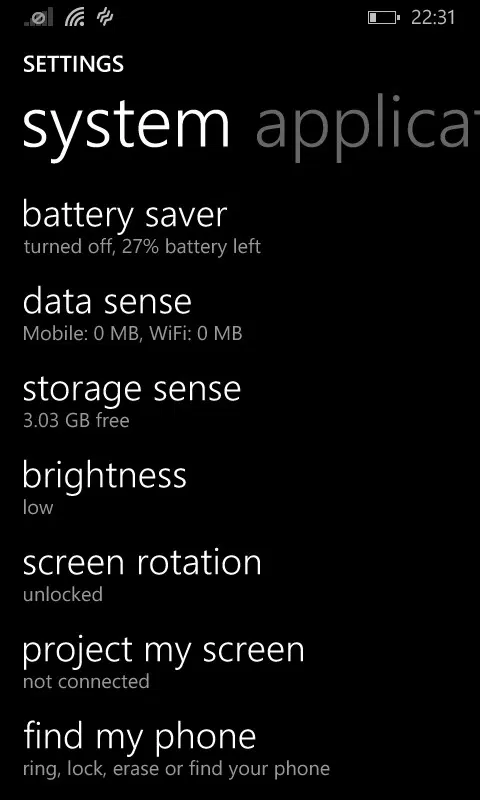 22:31
SETTINGS
system applicat
battery saver
turned off, 27% battery left
data sense
Mobile: 0 MB, WiFi: 0 MB
storage sense
3.03 GB free
brightness
low
screen rotation
unlocked
project my screen
not connected
find my phone
ring, lock, erase or find your phone